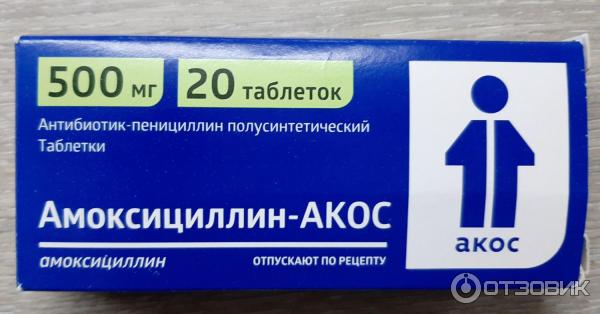 500 мг 20 таблеток
Антибиотик-пенициллин полусинтетический
Таблетки
Амоксициллин-АКОС
амоксициллин ОТПУСКАЮТ ПО РЕЦЕПТУ
акос
ОТЗОВИК